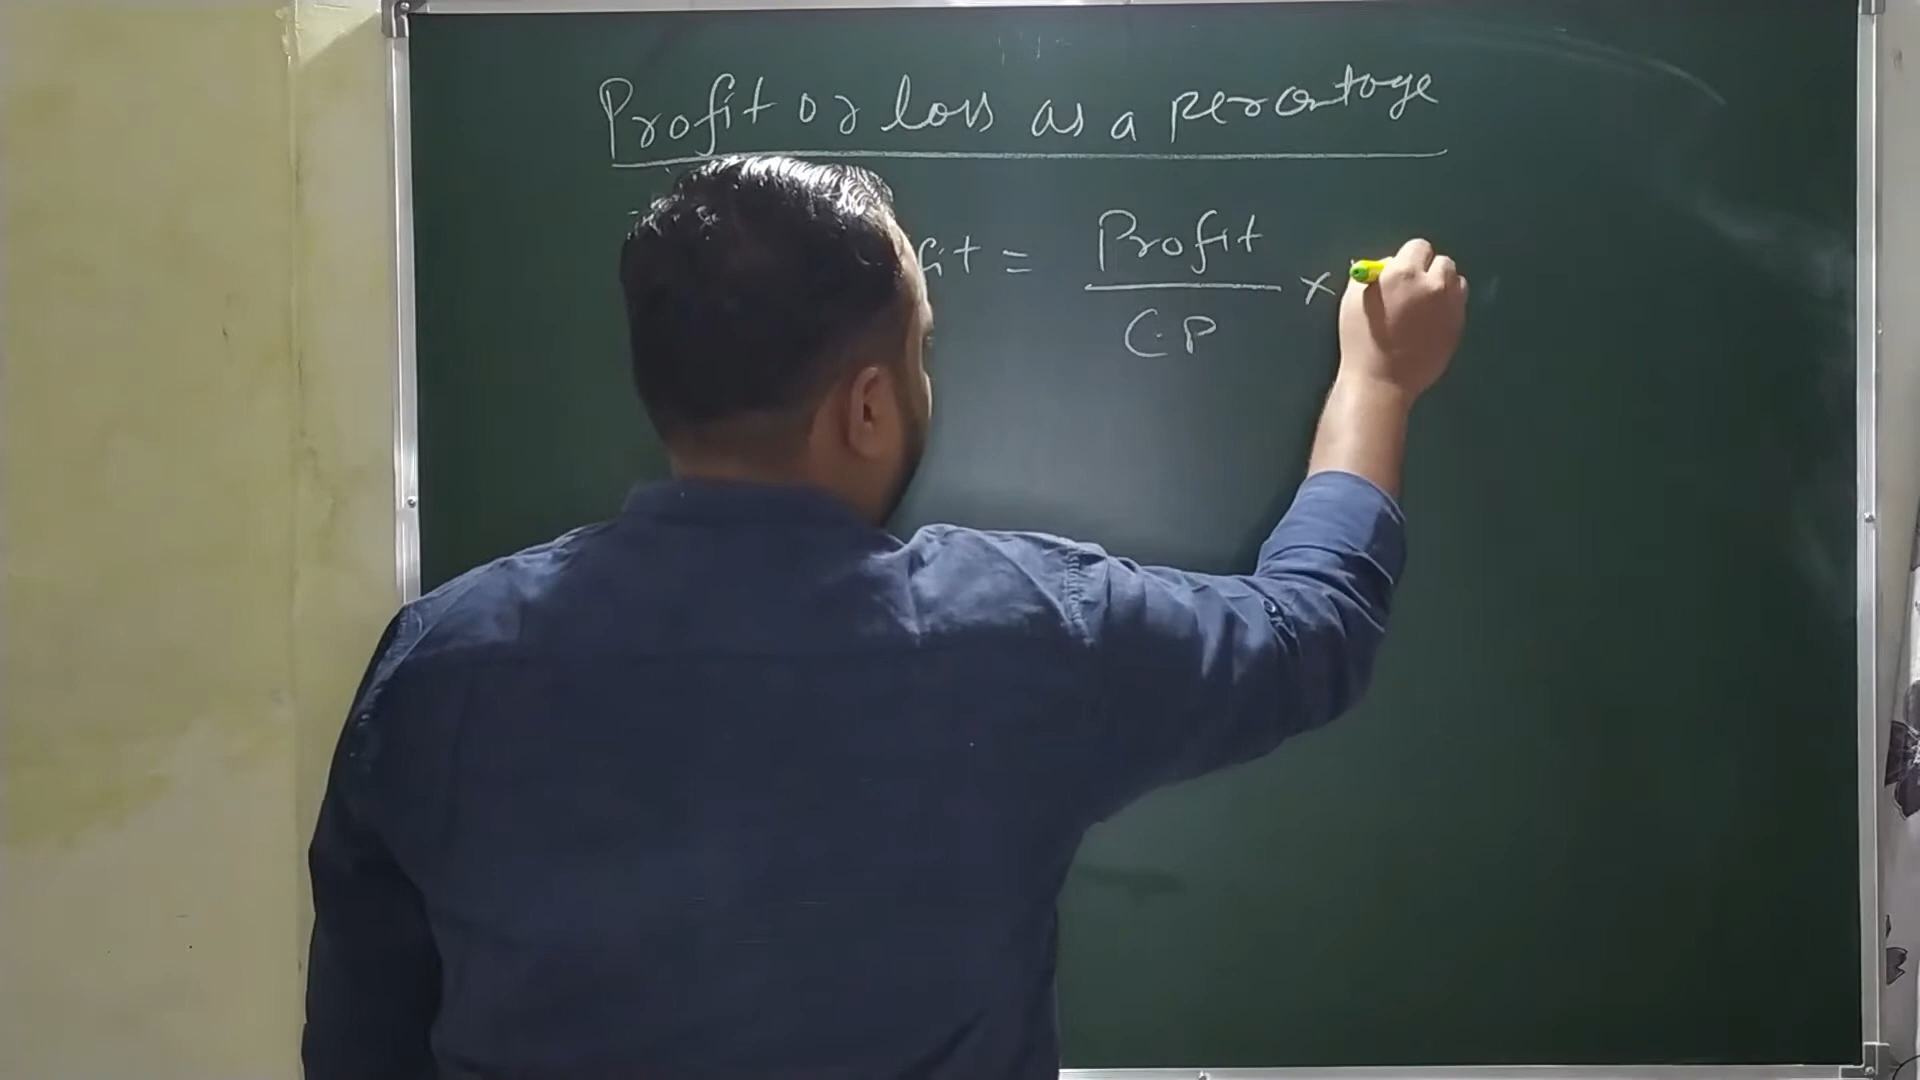 Profit or loss as a percentage
fit = Profit / C.P ×